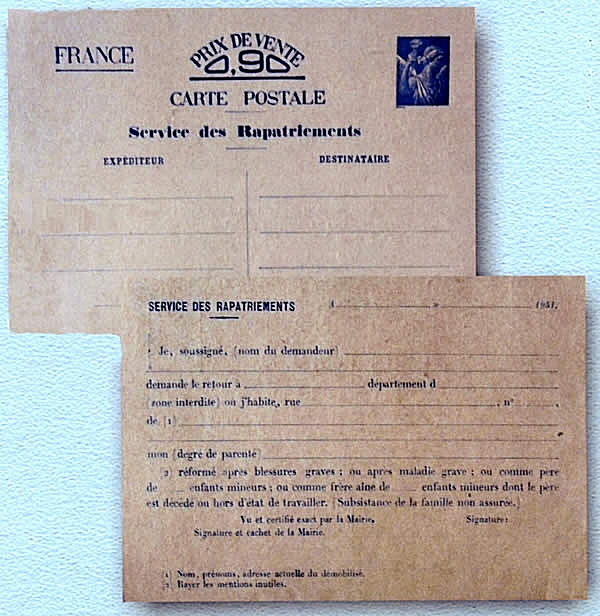 FRANCE
PRIX DE VENTE
0,90
CARTE POSTALE
Service des Rapatriements
EXPÉDITEUR
DESTINATAIRE
SERVICE DES RAPATRIEMENTS A le 1941.
Je, soussigné, (nom du demandeur)
demande le retour à département d
(zone interdite) où j'habite, rue , n° ,
de (1)
mon (degré de parenté)
(2) réformé après blessures graves ; ou après maladie grave ; ou comme père
de enfants mineurs ; ou comme frère aîne de enfants mineurs dont le père
est décédé ou hors d'état de travailler. (Subsistance de la famille non assurée.)
Vu et certifié exact par la Mairie, Signature :
Signature et cachet de la Mairie.
(1) Nom, prénoms, adresse actuelle du démobilisé.
(2) Rayer les mentions inutiles.